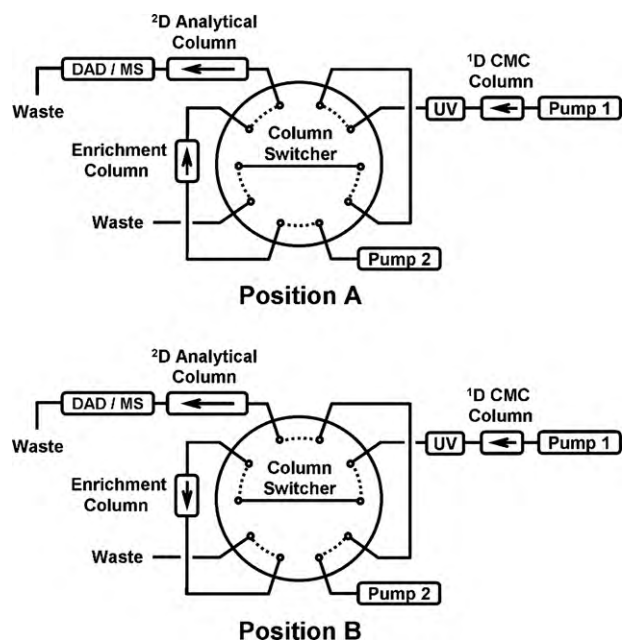 ²D Analytical
Column
¹D CMC
Column
DAD / MS
UV
Pump 1
Waste
Column
Switcher
Enrichment
Column
Waste
Pump 2
Position A
²D Analytical
Column
¹D CMC
Column
DAD / MS
UV
Pump 1
Waste
Column
Switcher
Enrichment
Column
Waste
Pump 2
Position B